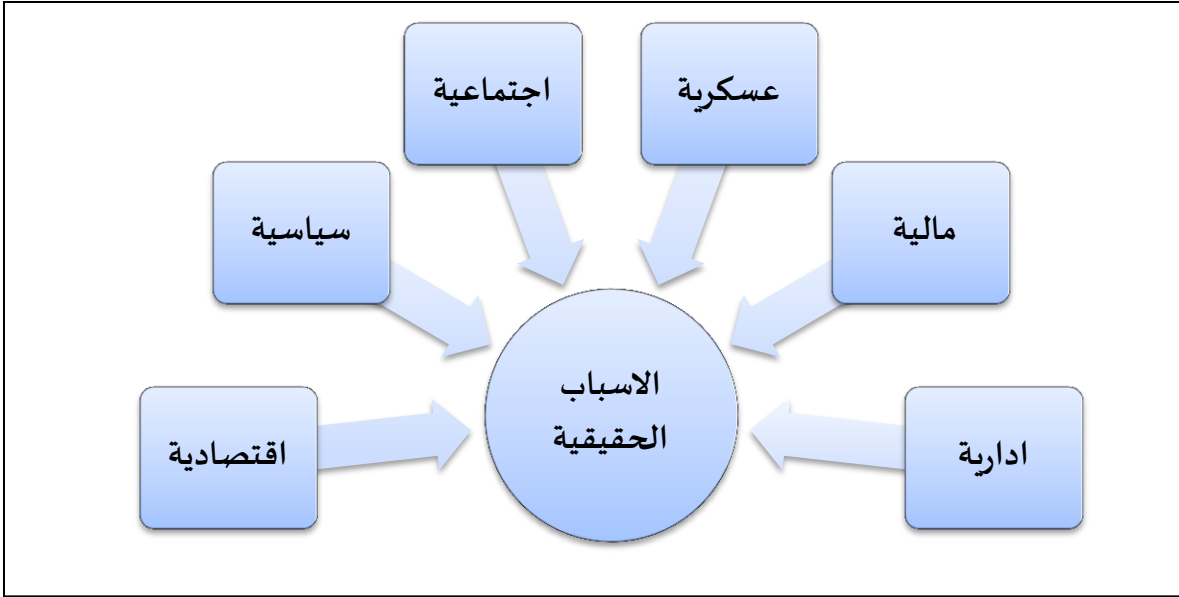 عسكرية
اجتماعية
مالية
سياسية
الاسباب
الحقيقية
ادارية
اقتصادية